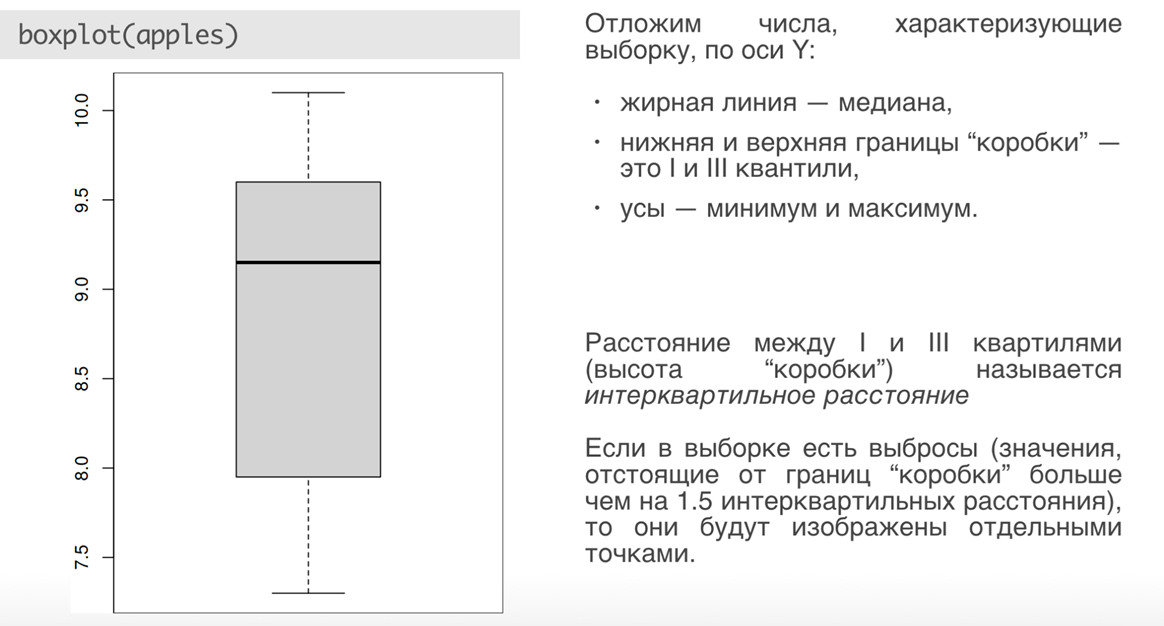 boxplot(apples)
10.0
9.5
9.0
8.5
8.0
7.5
Отложим числа, характеризующие
выборку, по оси Y:
• жирная линия — медиана,
• нижняя и верхняя границы “коробки” —
это I и III квантили,
• усы — минимум и максимум.
Расстояние между I и III квартилями
(высота “коробки”) называется
интерквартильное расстояние
Если в выборке есть выбросы (значения,
отстоящие от границ “коробки” больше
чем на 1.5 интерквартильных расстояния),
то они будут изображены отдельными
точками.